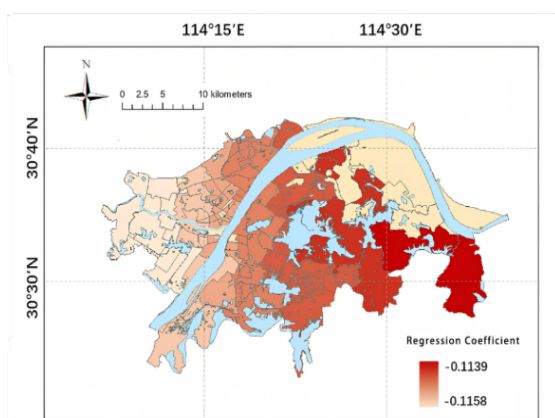 114°15′E 114°30′E
N
0 2.5 5 10 kilometers
30°40′N
30°30′N
Regression Coefficient
-0.1139
-0.1158